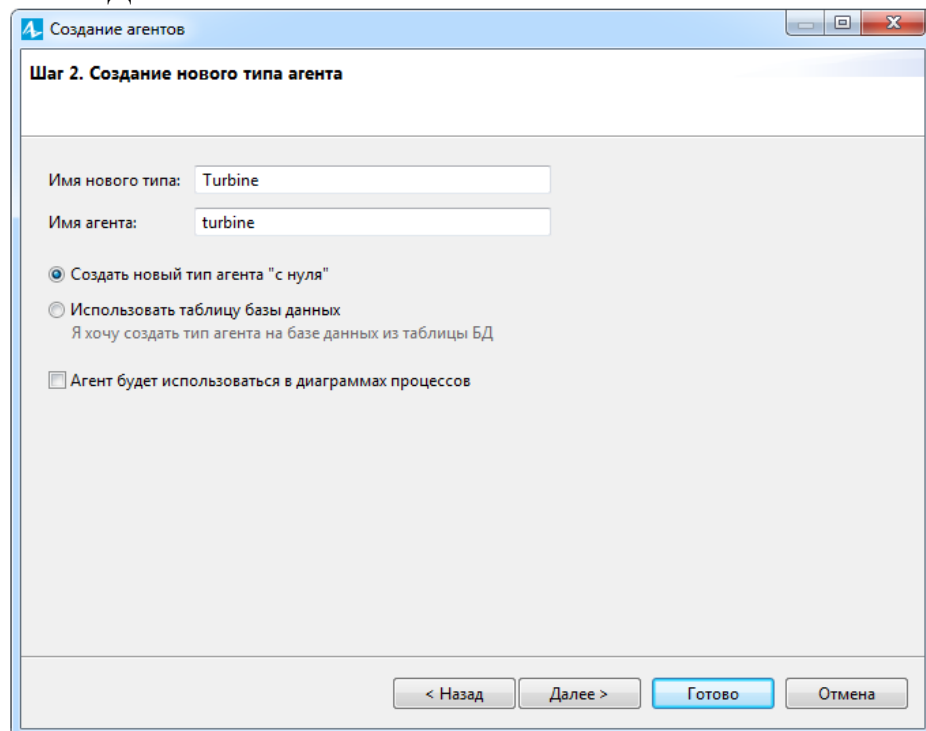 Создание агентов
Шаг 2. Создание нового типа агента
Имя нового типа: Turbine
Имя агента: turbine
Создать новый тип агента "с нуля"
Использовать таблицу базы данных
Я хочу создать тип агента на базе данных из таблицы БД
Агент будет использоваться в диаграммах процессов
< Назад Далее > Готово Отмена